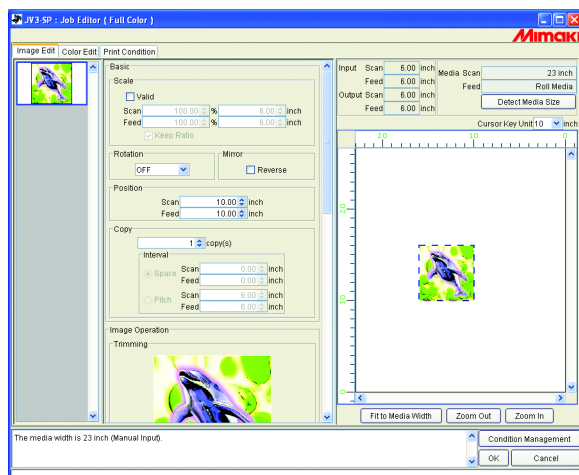 JV3-SP : Job Editor ( Full Color )
Mimaki
Image Edit Color Edit Print Condition
Basic
Scale
Valid
Scan 100.00 % 6.00 inch
Feed 100.00 % 6.00 inch
Keep Ratio
Rotation
OFF
Mirror
Reverse
Position
Scan 10.00 inch
Feed 10.00 inch
Copy
1 copy(s)
Interval
Space
Scan 0.00 inch
Feed 0.00 inch
Pitch
Scan 6.00 inch
Feed 6.00 inch
Image Operation
Trimming
Input Scan 6.00 inch
Feed 6.00 inch
Output Scan 6.00 inch
Feed 6.00 inch
Media Scan 23 inch
Feed Roll Media
Detect Media Size
Cursor Key Unit 10 inch
20 10 0
20
10
0
Fit to Media Width Zoom Out Zoom In
The media width is 23 inch (Manual Input).
Condition Management
OK Cancel